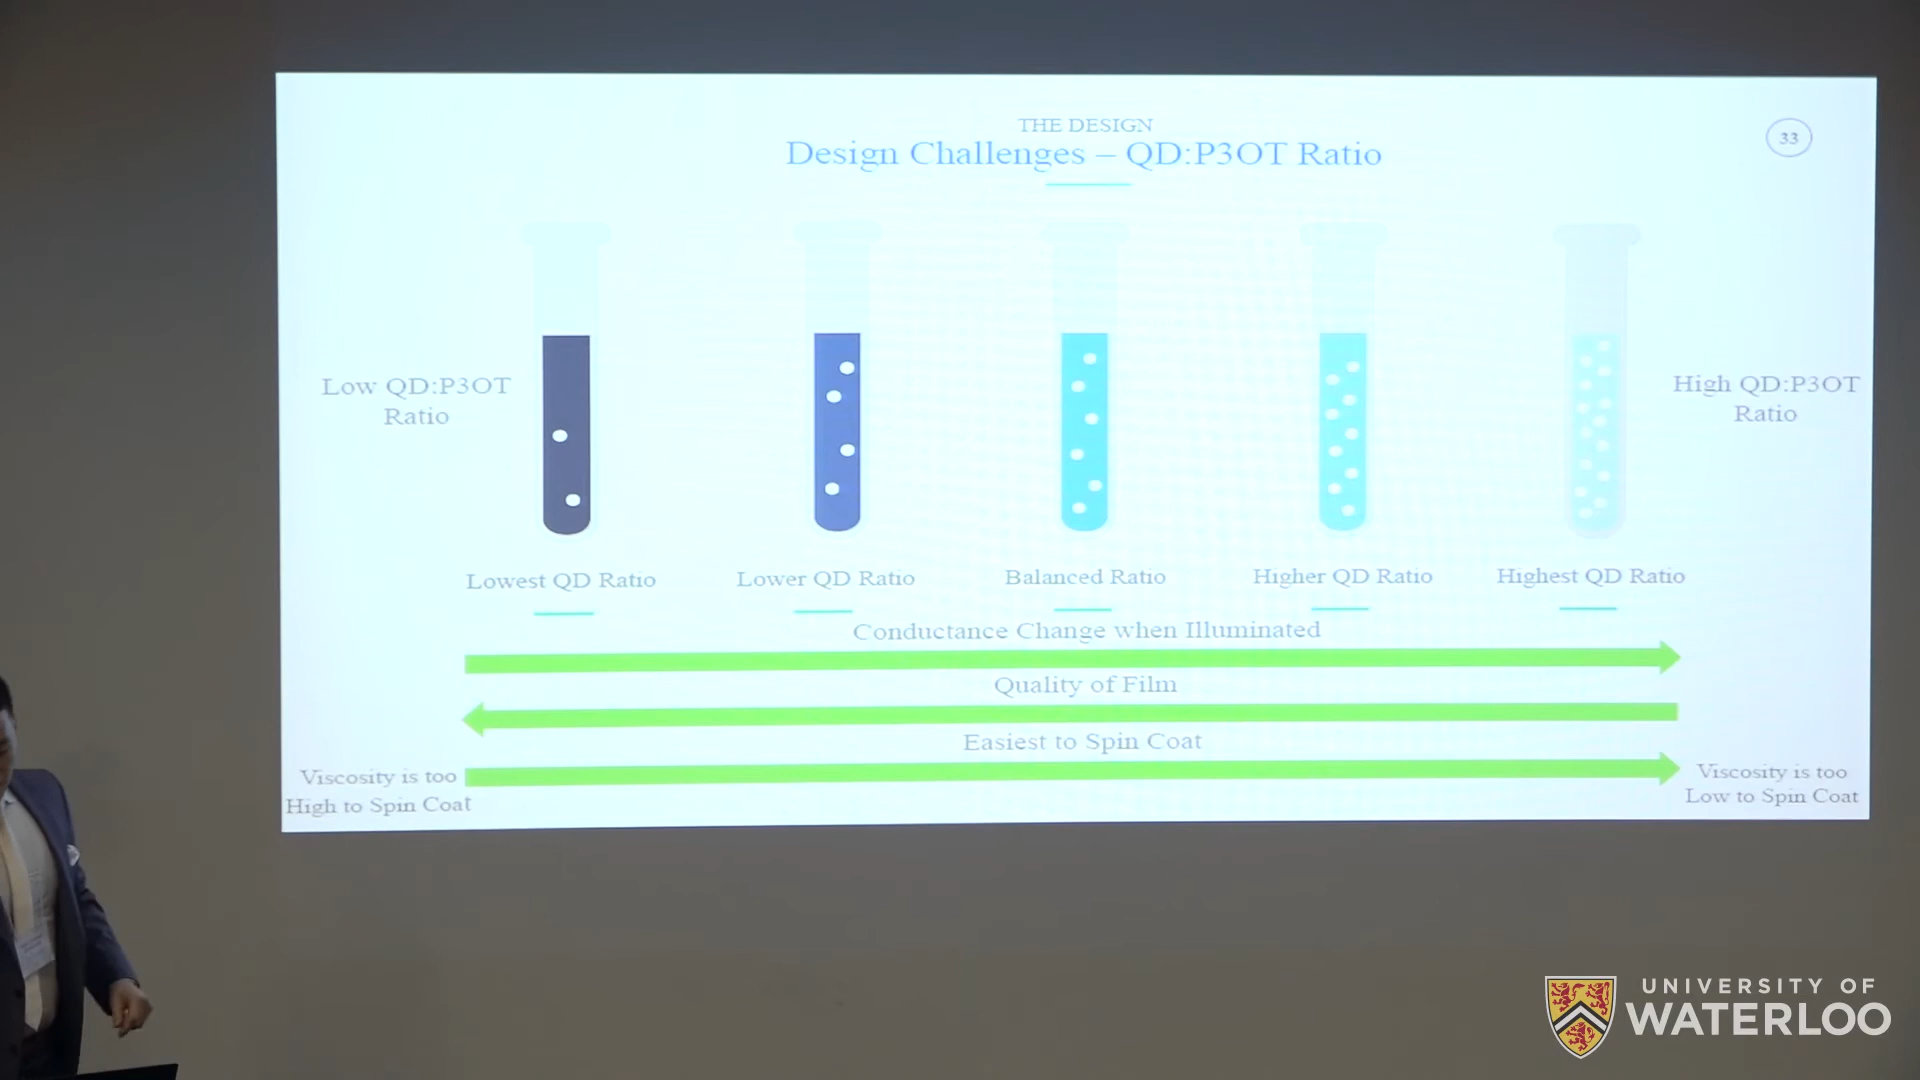 THE DESIGN
Design Challenges – QD:P3OT Ratio
33
Low QD:P3OT
Ratio
High QD:P3OT
Ratio
Lowest QD Ratio
Lower QD Ratio
Balanced Ratio
Higher QD Ratio
Highest QD Ratio
Conductance Change when Illuminated
Quality of Film
Easiest to Spin Coat
Viscosity is too
High to Spin Coat
Viscosity is too
Low to Spin Coat
UNIVERSITY OF
WATERLOO